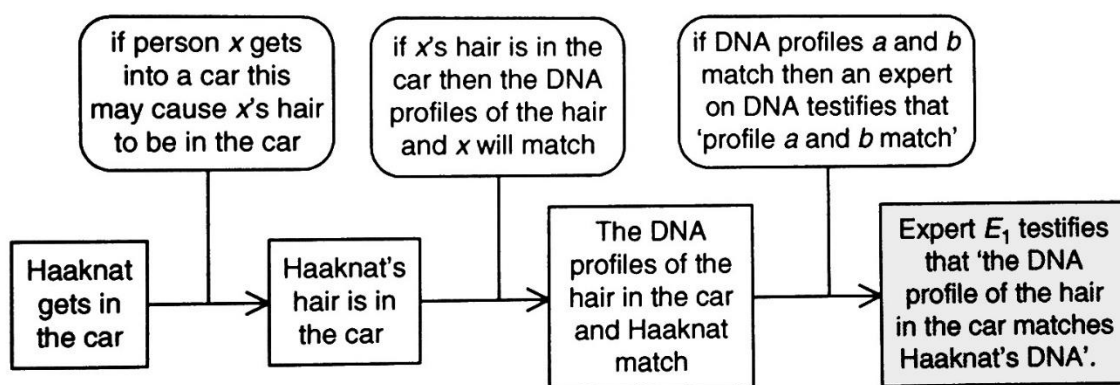 if person x gets
into a car this
may cause x's hair
to be in the car
if x's hair is in the
car then the DNA
profiles of the hair
and x will match
if DNA profiles a and b
match then an expert
on DNA testifies that
‘profile a and b match’
Haaknat
gets in
the car
Haaknat's
hair is in
the car
The DNA
profiles of the
hair in the car
and Haaknat
match
Expert E₁ testifies
that ‘the DNA
profile of the hair
in the car matches
Haaknat's DNA’.